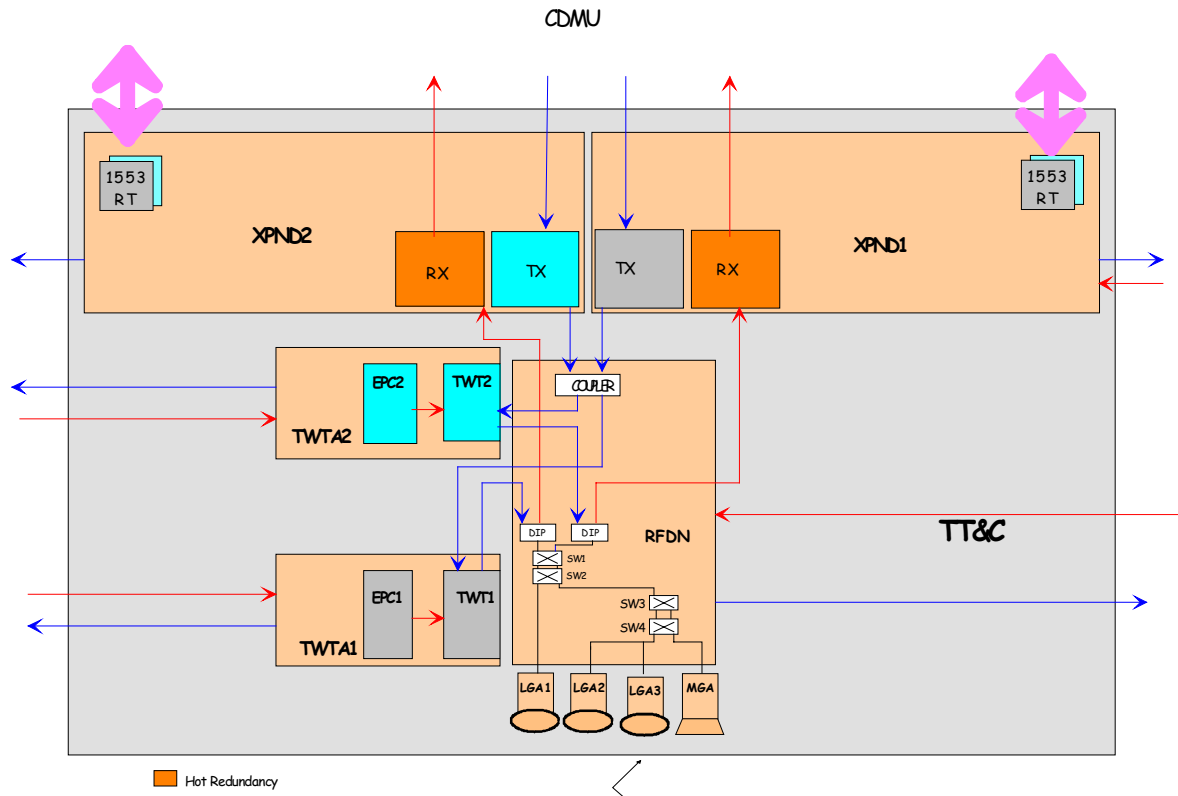 CDMU
1553
RT
1553
RT
XPND2
XPND1
RX
TX
TX
RX
EPC2
TWT2
COUPLER
TWTA2
DIP
DIP
RFDN
TT&C
SW1
SW2
EPC1
TWT1
SW3
SW4
TWTA1
LGA1
LGA2
LGA3
MGA
Hot Redundancy